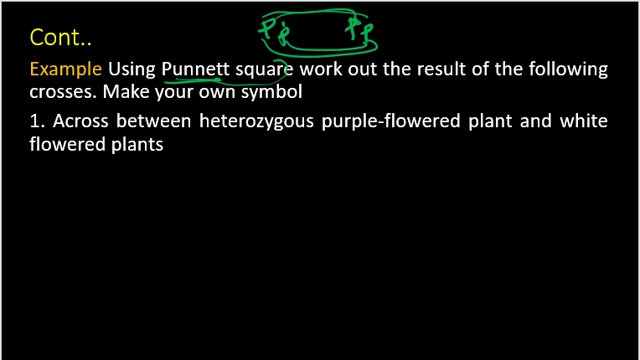 Cont..
P p p p
Example Using Punnett square work out the result of the following
crosses. Make your own symbol
1. Across between heterozygous purple-flowered plant and white
flowered plants